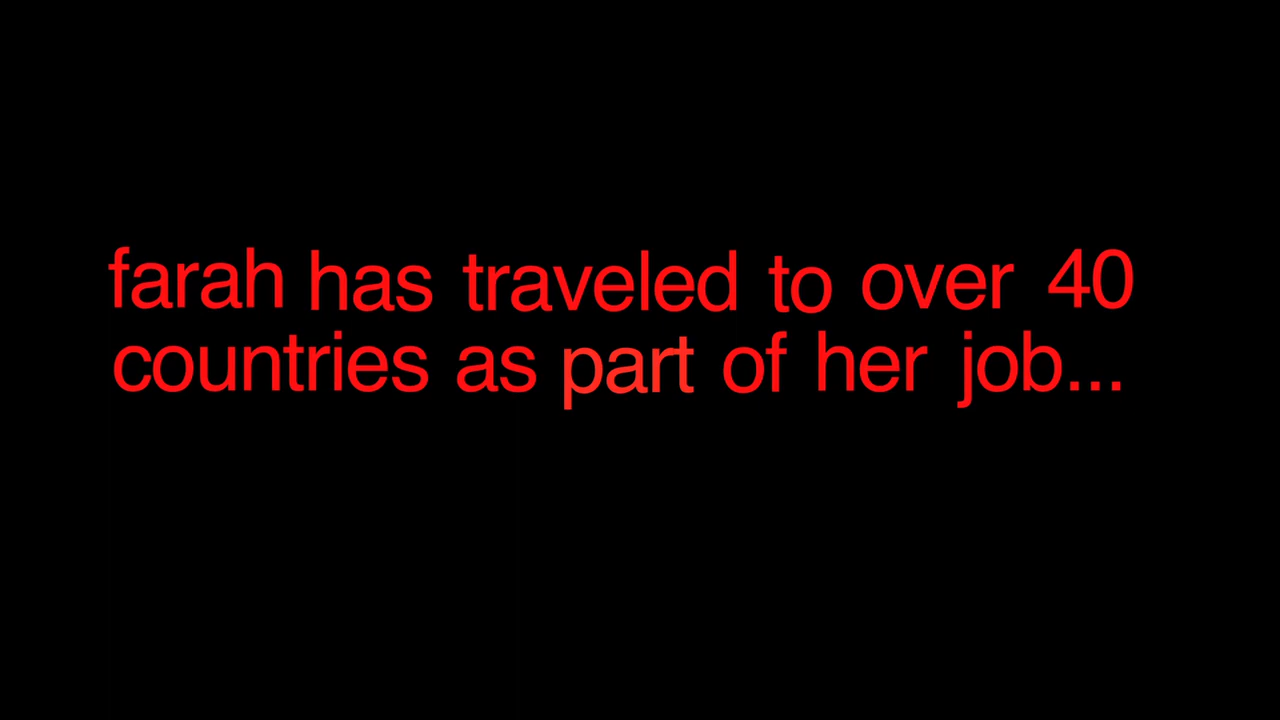 farah has traveled to over 40
countries as part of her job...